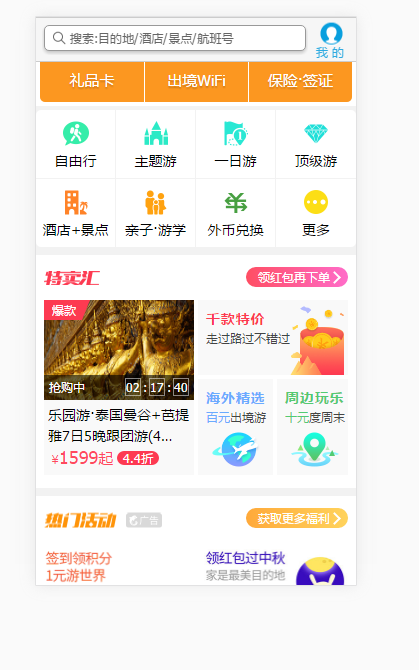 搜索:目的地/酒店/景点/航班号
我 的
礼品卡 出境WiFi 保险·签证
自由行 主题游 一日游 顶级游
酒店+景点 亲子·游学 外币兑换 更多
特卖汇 领红包再下单
爆款
抢购中 02:17:40
乐园游·泰国曼谷+芭提
雅7日5晚跟团游(4...
¥1599起 4.4折
千款特价
走过路过不错过
海外精选
百元出境游
周边玩乐
十元度周末
热门活动 广告 获取更多福利
签到领积分
1元游世界
领红包过中秋
家是最美目的地